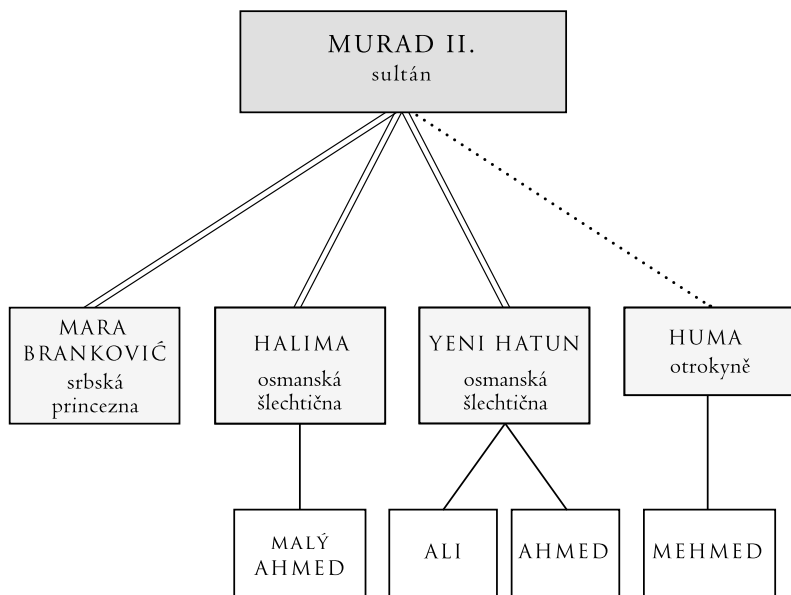 MURAD II.
sultán
MARA
BRANKOVIĆ
srbská
princezna
HALIMA
osmanská
šlechtična
YENI HATUN
osmanská
šlechtična
HUMA
otrokyně
MALÝ
AHMED
ALI
AHMED
MEHMED